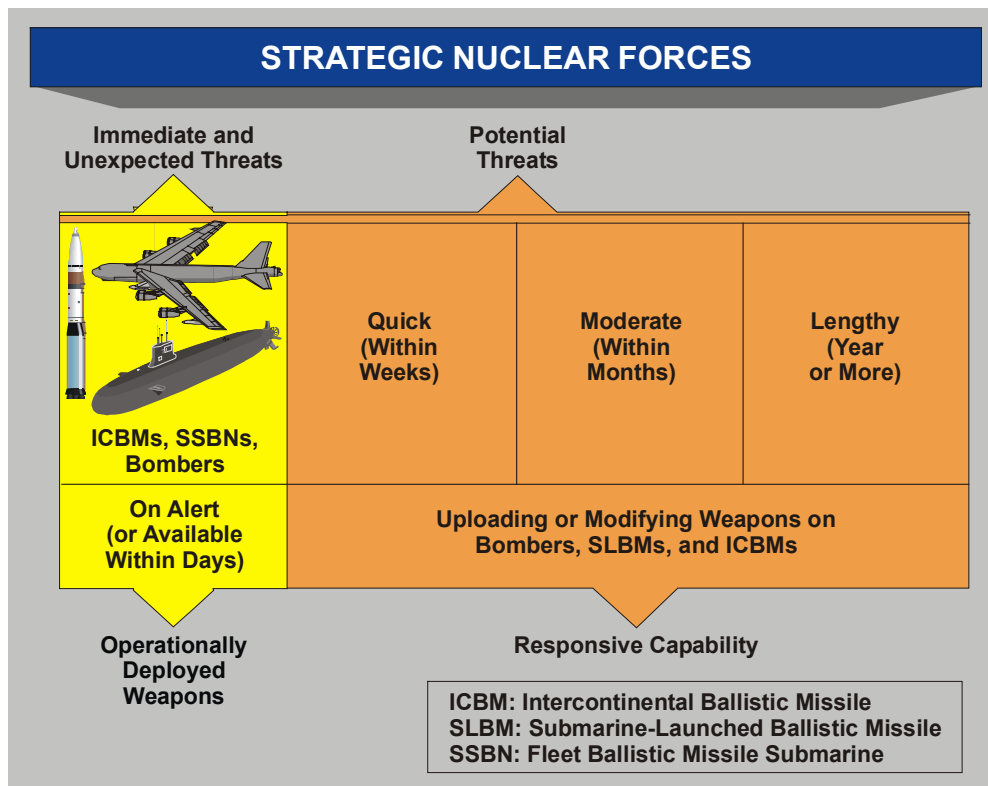 STRATEGIC NUCLEAR FORCES
Immediate and
Unexpected Threats
Potential
Threats
ICBMs, SSBNs,
Bombers
Quick
(Within
Weeks)
Moderate
(Within
Months)
Lengthy
(Year
or More)
On Alert
(or Available
Within Days)
Uploading or Modifying Weapons on
Bombers, SLBMs, and ICBMs
Operationally
Deployed
Weapons
Responsive Capability
ICBM: Intercontinental Ballistic Missile
SLBM: Submarine-Launched Ballistic Missile
SSBN: Fleet Ballistic Missile Submarine